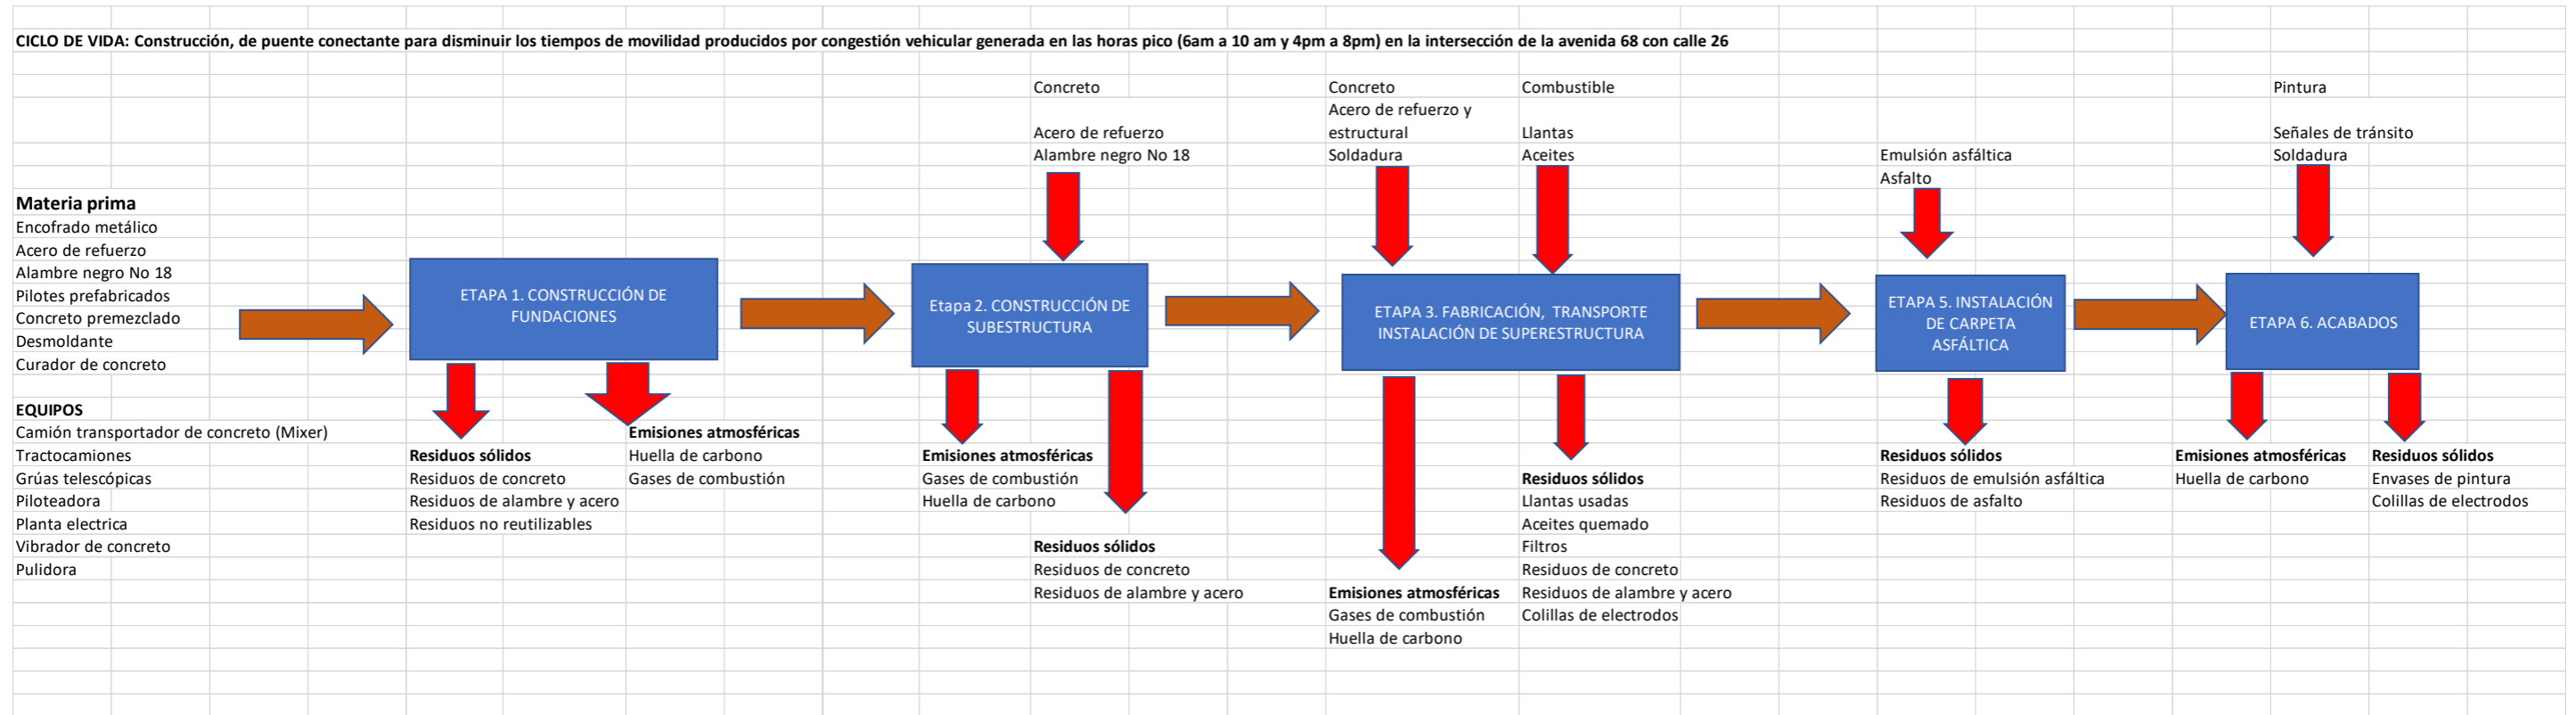 CICLO DE VIDA: Construcción, de puente conectante para disminuir los tiempos de movilidad producidos por congestión vehicular generada en las horas pico (6am a 10 am y 4pm a 8pm) en la intersección de la avenida 68 con calle 26
Materia prima
Encofrado metálico
Acero de refuerzo
Alambre negro No 18
Pilotes prefabricados
Concreto premezclado
Desmoldante
Curador de concreto
EQUIPOS
Camión transportador de concreto (Mixer)
Tractocamiones
Grúas telescópicas
Piloteadora
Planta electrica
Vibrador de concreto
Pulidora
ETAPA 1. CONSTRUCCIÓN DE
FUNDACIONES
Residuos sólidos
Residuos de concreto
Residuos de alambre y acero
Residuos no reutilizables
Emisiones atmosféricas
Huella de carbono
Gases de combustión
Concreto
Acero de refuerzo
Alambre negro No 18
Etapa 2. CONSTRUCCIÓN DE
SUBESTRUCTURA
Emisiones atmosféricas
Gases de combustión
Huella de carbono
Residuos sólidos
Residuos de concreto
Residuos de alambre y acero
Concreto
Acero de refuerzo y
estructural
Soldadura
Combustible
Llantas
Aceites
ETAPA 3. FABRICACIÓN, TRANSPORTE
INSTALACIÓN DE SUPERESTRUCTURA
Emisiones atmosféricas
Gases de combustión
Huella de carbono
Residuos sólidos
Llantas usadas
Aceites quemado
Filtros
Residuos de concreto
Residuos de alambre y acero
Colillas de electrodos
Emulsión asfáltica
Asfalto
ETAPA 5. INSTALACIÓN
DE CARPETA
ASFÁLTICA
Residuos sólidos
Residuos de emulsión asfáltica
Residuos de asfalto
Pintura
Señales de tránsito
Soldadura
ETAPA 6. ACABADOS
Emisiones atmosféricas
Huella de carbono
Residuos sólidos
Envases de pintura
Colillas de electrodos